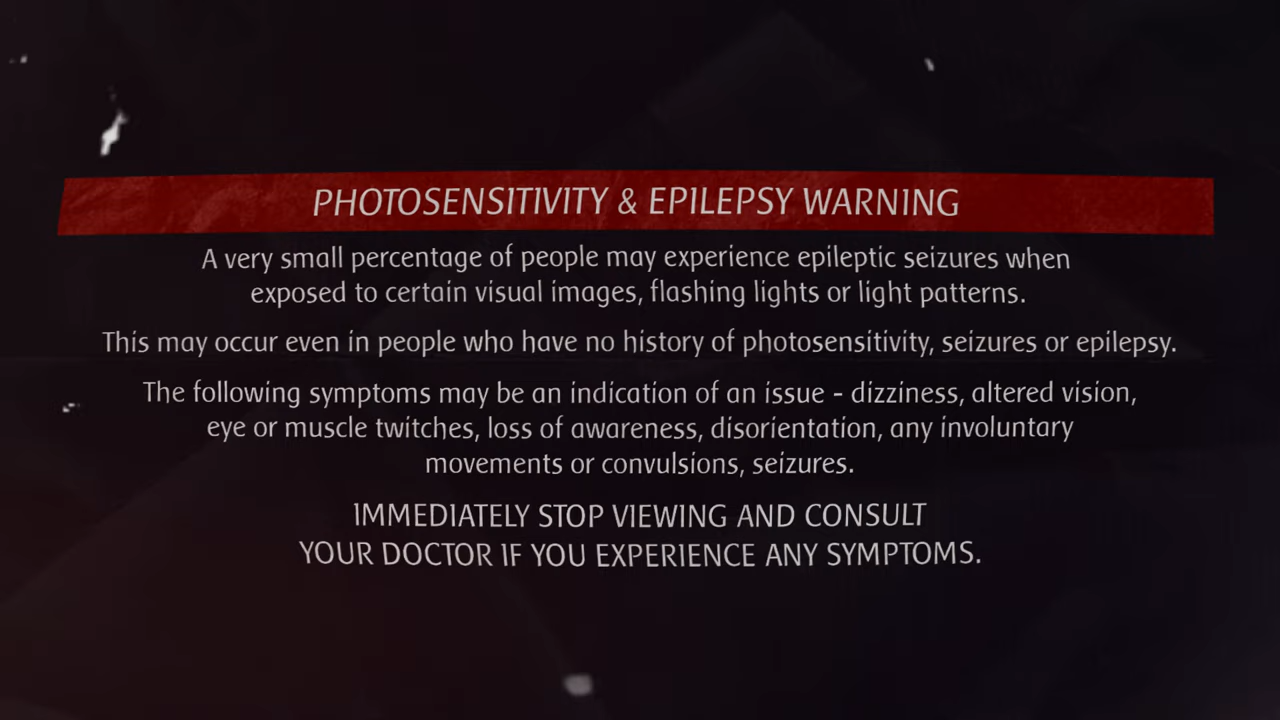 PHOTOSENSITIVITY & EPILEPSY WARNING
A very small percentage of people may experience epileptic seizures when
exposed to certain visual images, flashing lights or light patterns.
This may occur even in people who have no history of photosensitivity, seizures or epilepsy.
The following symptoms may be an indication of an issue - dizziness, altered vision,
eye or muscle twitches, loss of awareness, disorientation, any involuntary
movements or convulsions, seizures.
IMMEDIATELY STOP VIEWING AND CONSULT
YOUR DOCTOR IF YOU EXPERIENCE ANY SYMPTOMS.